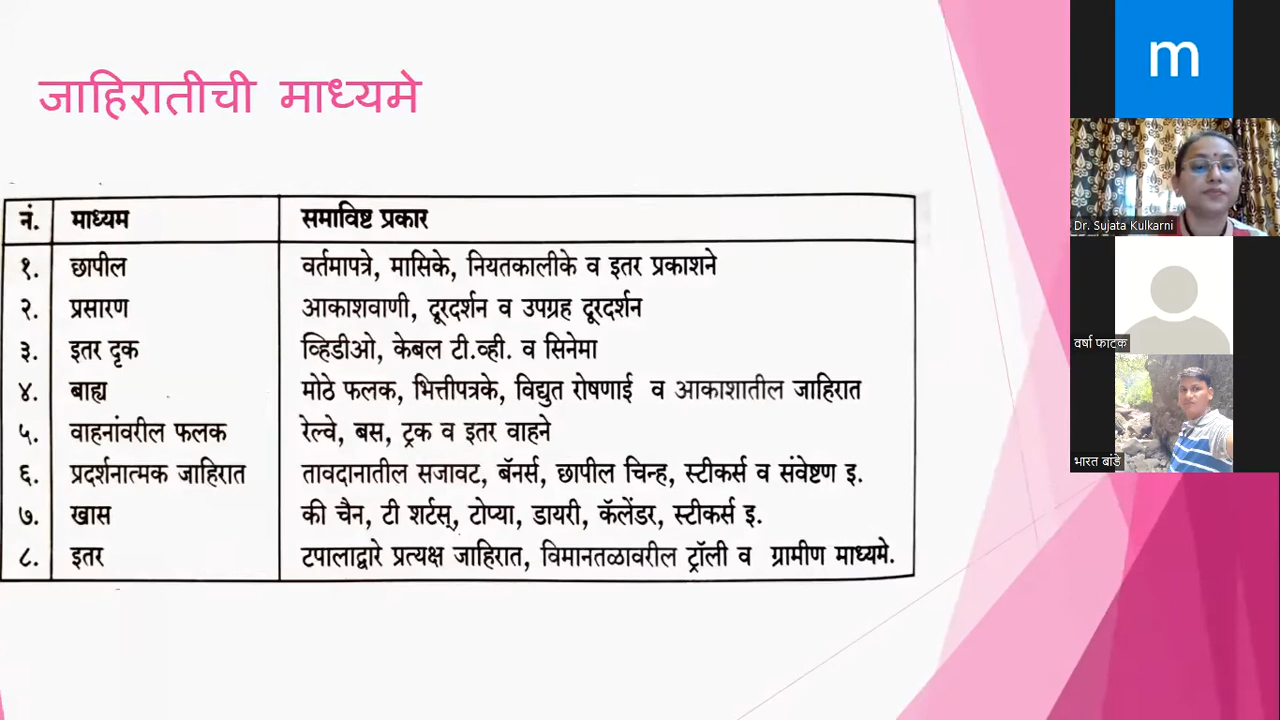 जाहिरातीची माध्यमे
नं. माध्यम समाविष्ट प्रकार
१. छापील वर्तमापत्रे, मासिके, नियतकालीके व इतर प्रकाशने
२. प्रसारण आकाशवाणी, दूरदर्शन व उपग्रह दूरदर्शन
३. इतर दृक व्हिडीओ, केबल टी.व्ही. व सिनेमा
४. बाह्य मोठे फलक, भित्तीपत्रके, विद्युत रोषणाई व आकाशातील जाहिरात
५. वाहनांवरील फलक रेल्वे, बस, ट्रक व इतर वाहने
६. प्रदर्शनात्मक जाहिरात तावदानातील सजावट, बॅनर्स, छापील चिन्ह, स्टीकर्स व संवेष्टण इ.
७. खास की चैन, टी शर्टस्, टोप्या, डायरी, कॅलेंडर, स्टीकर्स इ.
८. इतर टपालाद्वारे प्रत्यक्ष जाहिरात, विमानतळावरील ट्रॉली व ग्रामीण माध्यमे.
m
Dr. Sujata Kulkarni
वर्षा फाटक
भारत बांडे